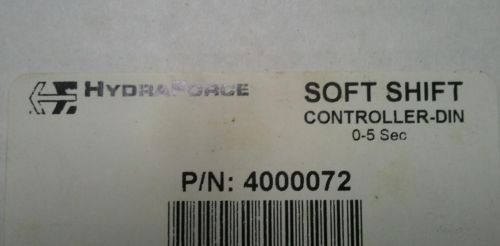 HYDRAFORCE
SOFT SHIFT
CONTROLLER-DIN
0-5 Sec
P/N: 4000072